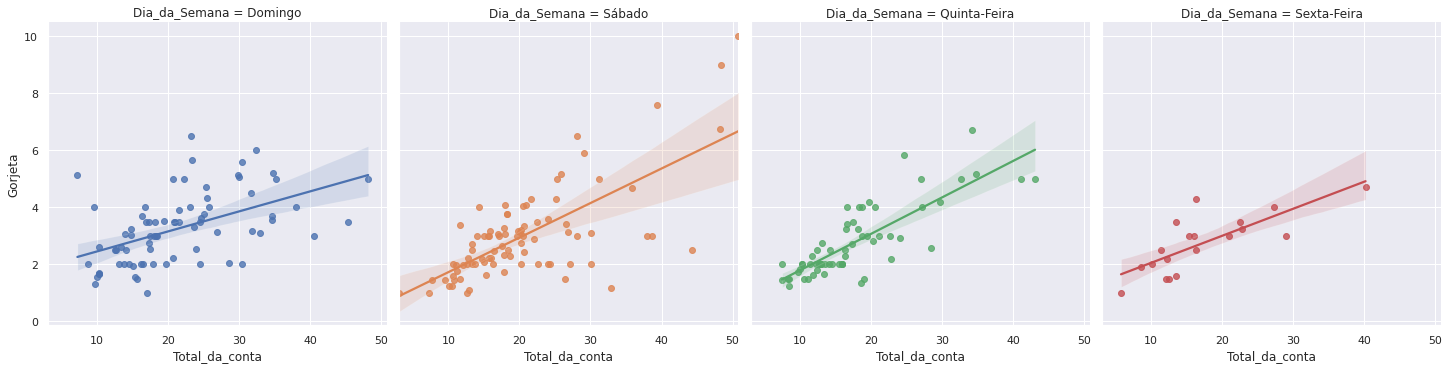 Dia_da_Semana = Domingo
Dia_da_Semana = Sábado
Dia_da_Semana = Quinta-Feira
Dia_da_Semana = Sexta-Feira
10
8
6
4
2
0
Gorjeta
10 20 30 40 50
10 20 30 40 50
10 20 30 40 50
10 20 30 40 50
Total_da_conta
Total_da_conta
Total_da_conta
Total_da_conta